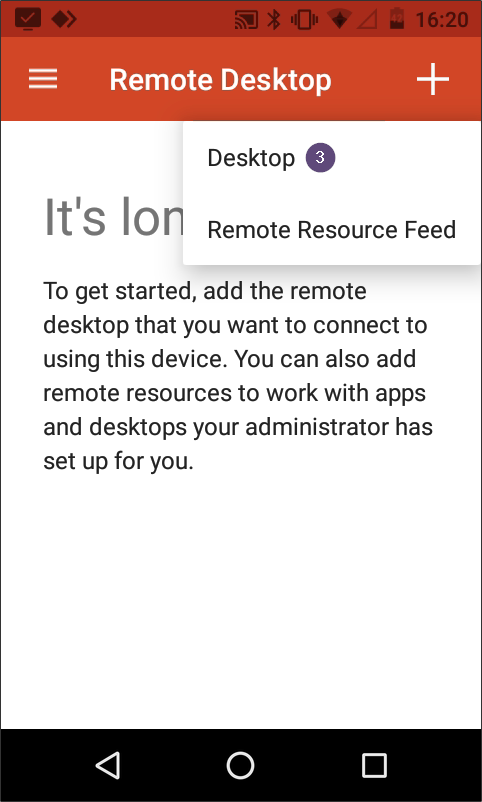 16:20
Remote Desktop
Desktop 3
Remote Resource Feed
It's lon
To get started, add the remote
desktop that you want to connect to
using this device. You can also add
remote resources to work with apps
and desktops your administrator has
set up for you.